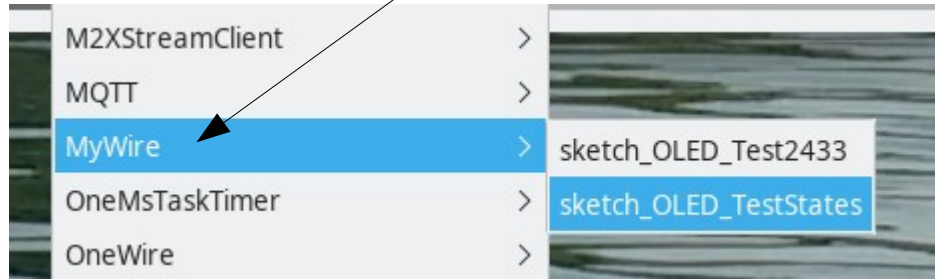 M2XStreamClient
MQTT
MyWire
sketch_OLED_Test2433
OneMsTaskTimer
sketch_OLED_TestStates
OneWire